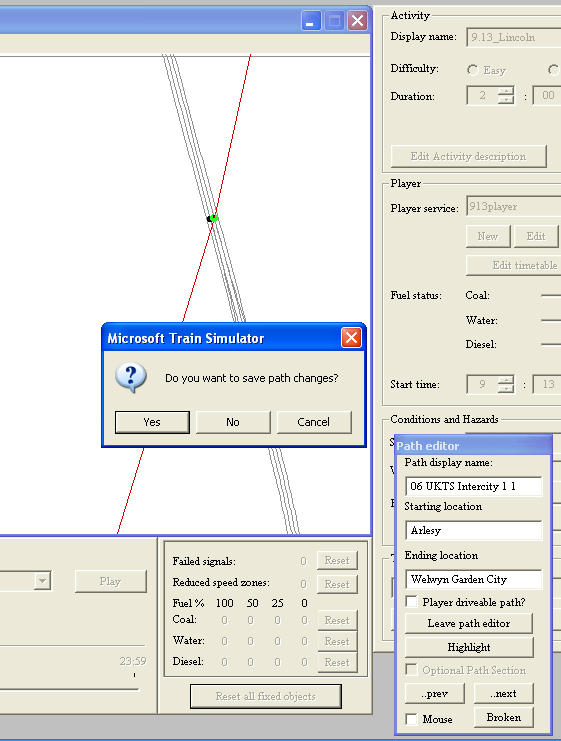 Activity
Display name: 9.13_Lincoln
Difficulty: Easy
Duration: 2 : 00
Edit Activity description
Player
Player service: 913player
New Edit
Edit timetable
Fuel status: Coal:
Water:
Diesel:
Start time: 9 : 13
Conditions and Hazards
Microsoft Train Simulator
Do you want to save path changes?
Yes No Cancel
Path editor
Path display name:
06 UKTS Intercity 1 1
Starting location
Arlesy
Ending location
Welwyn Garden City
Player driveable path?
Leave path editor
Highlight
Optional Path Section
..prev ..next
Mouse Broken
Play
23:59
Failed signals: 0 Reset
Reduced speed zones: 0 Reset
Fuel % 100 50 25 0
Coal: 0 0 0 0 Reset
Water: 0 0 0 0 Reset
Diesel: 0 0 0 0 Reset
Reset all fixed objects